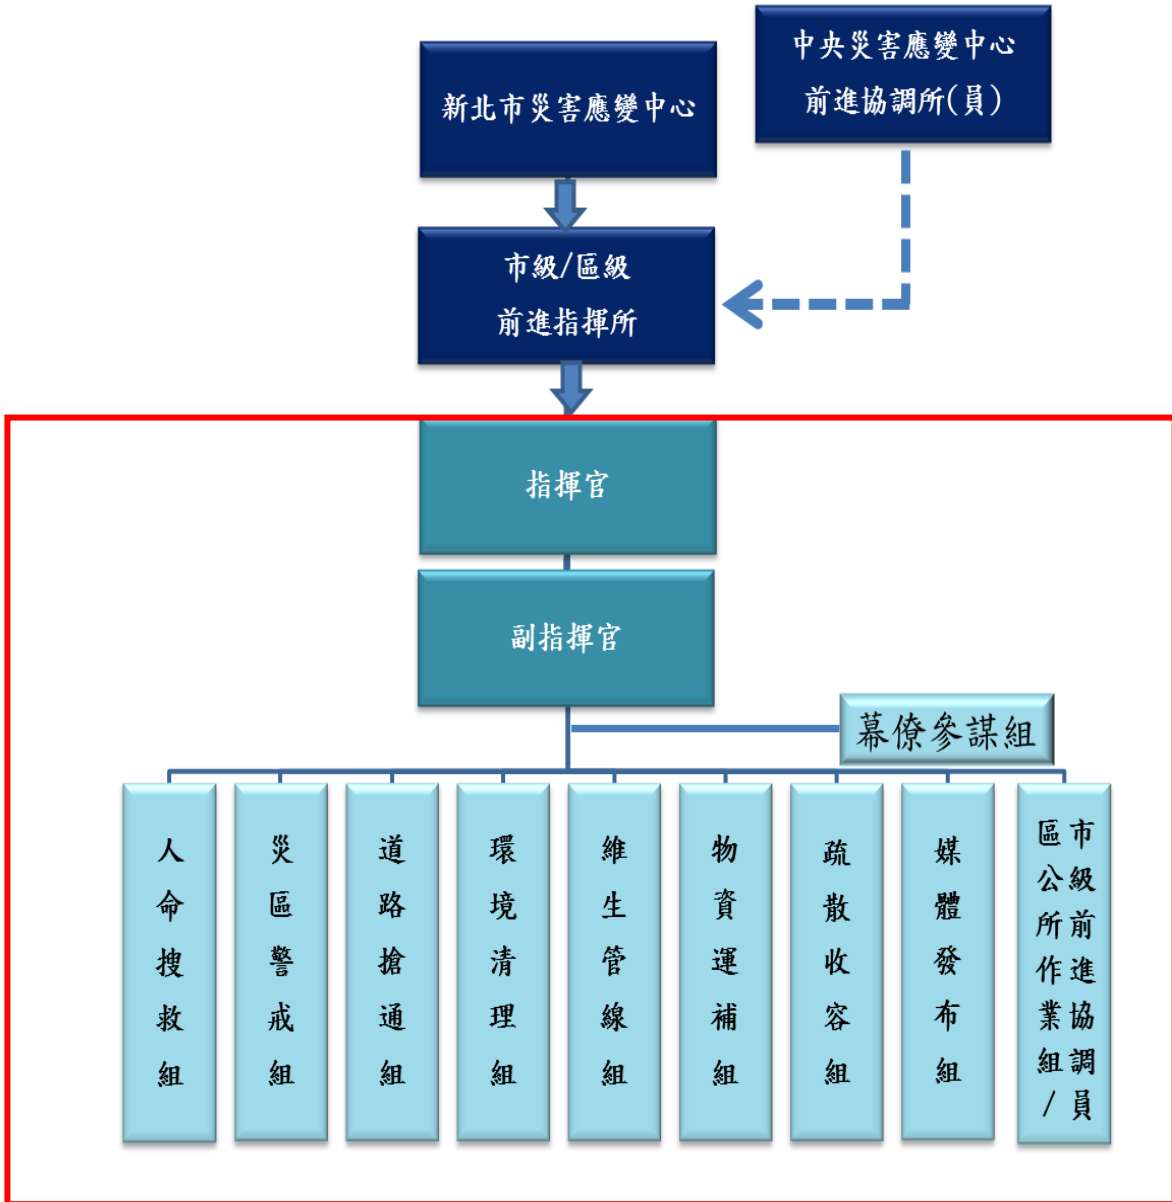 新北市災害應變中心
中央災害應變中心
前進協調所(員)
市級/區級
前進指揮所
指揮官
副指揮官
幕僚參謀組
人命搜救組
災區警戒組
道路搶通組
環境清理組
維生管線組
物資運補組
疏散收容組
媒體發布組
區公所作業組/
市級前進協調員